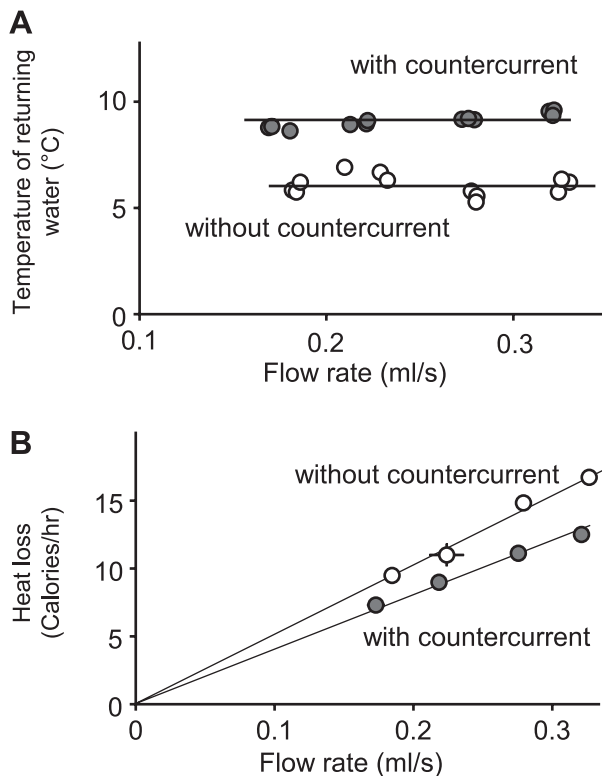 A
with countercurrent
Temperature of returning
water (°C)
10
5
0
without countercurrent
0.1
0.2
0.3
Flow rate (ml/s)
B
without countercurrent
Heat loss
(Calories/hr)
15
10
5
0
with countercurrent
0
0.1
0.2
0.3
Flow rate (ml/s)